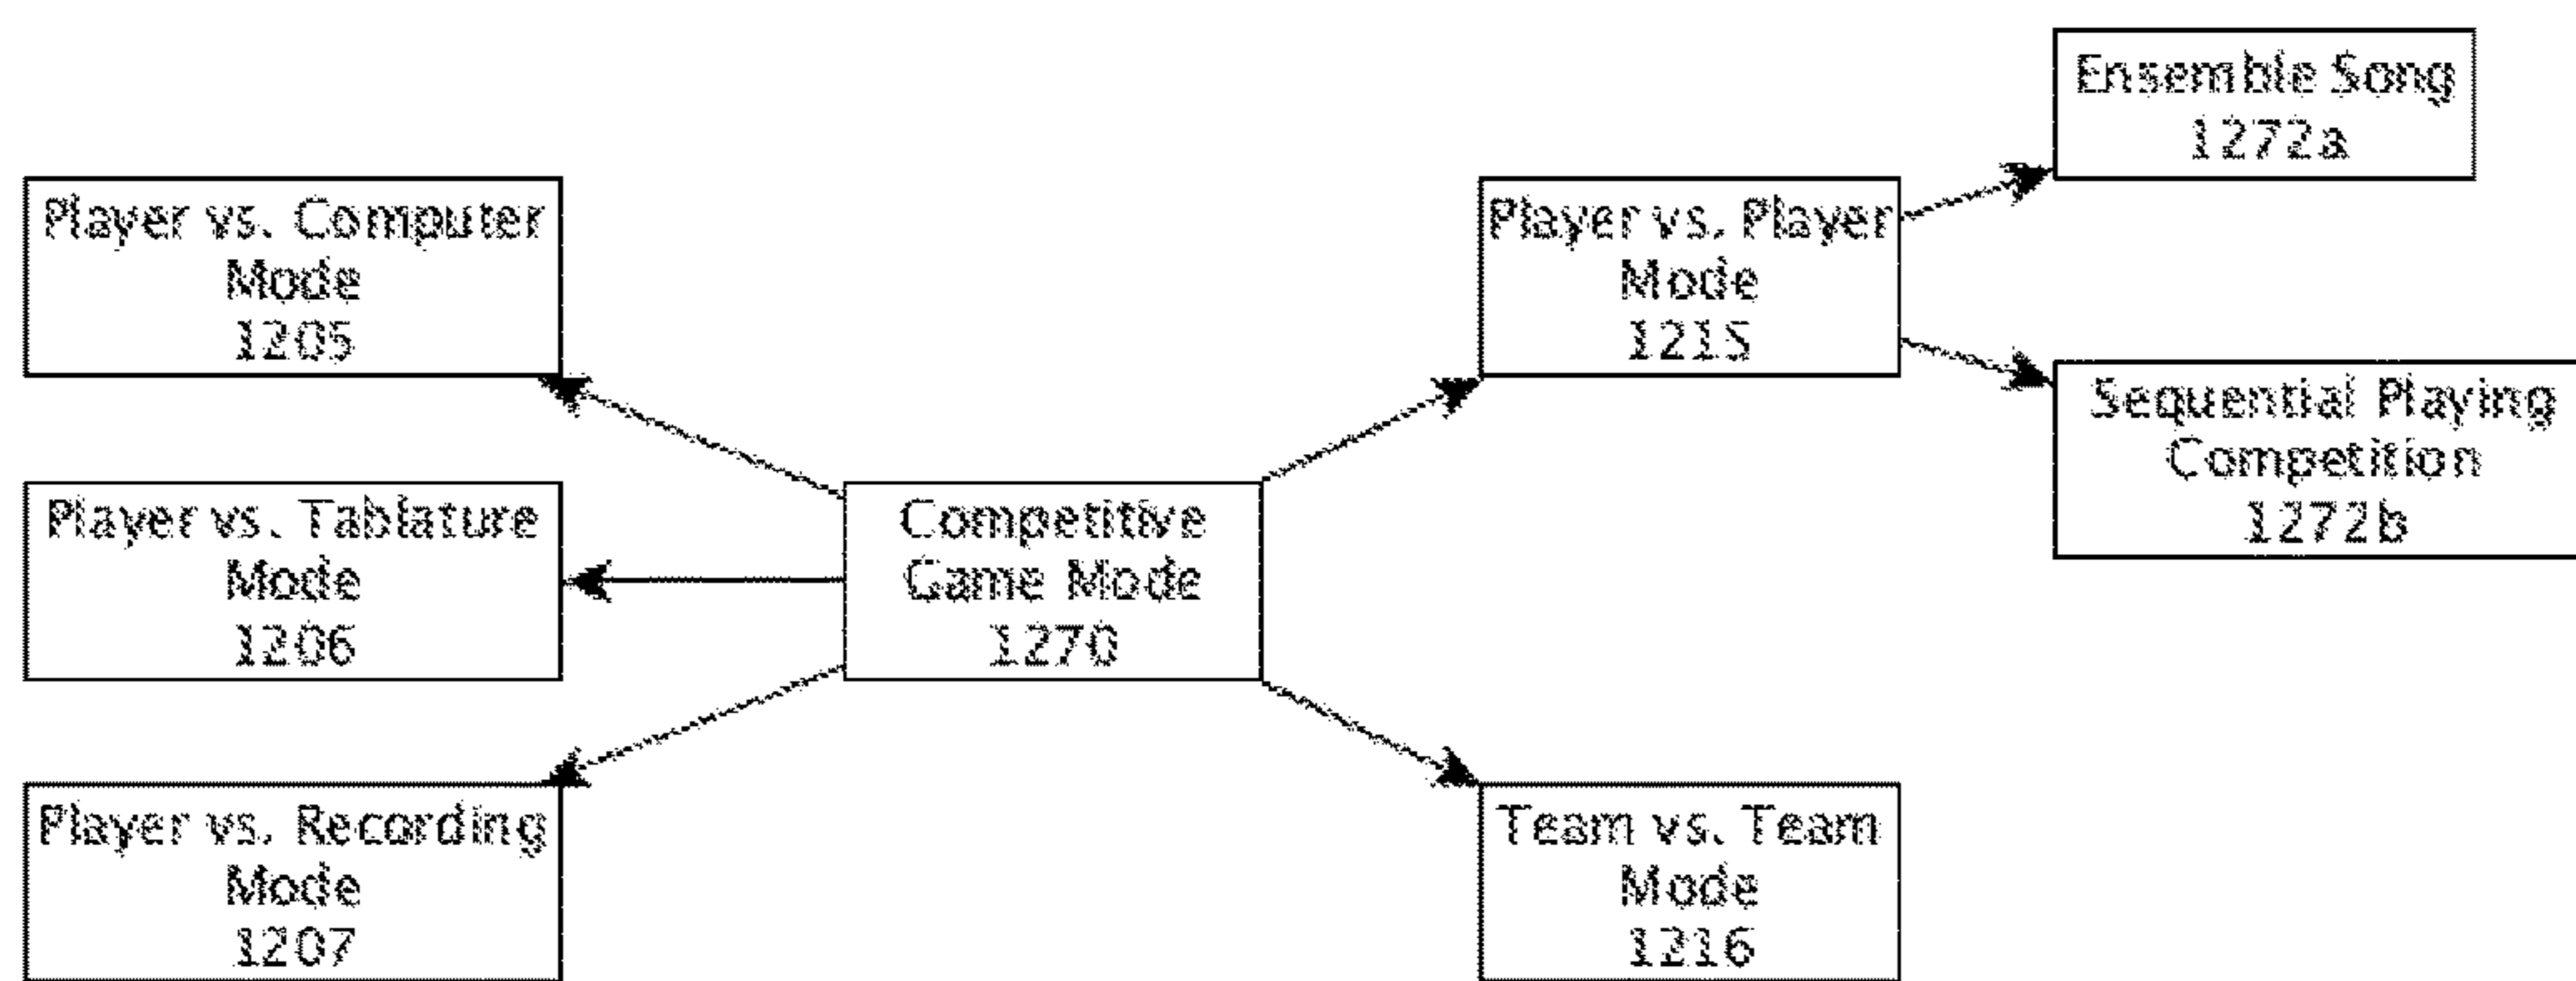 Ensemble Song
1272a
Player vs. Computer
Mode
1205
Player vs. Player
Mode
1215
Sequential Playing
Competition
1272b
Player vs. Tablature
Mode
1206
Competitive
Game Mode
1270
Player vs. Recording
Mode
1207
Team vs. Team
Mode
1216